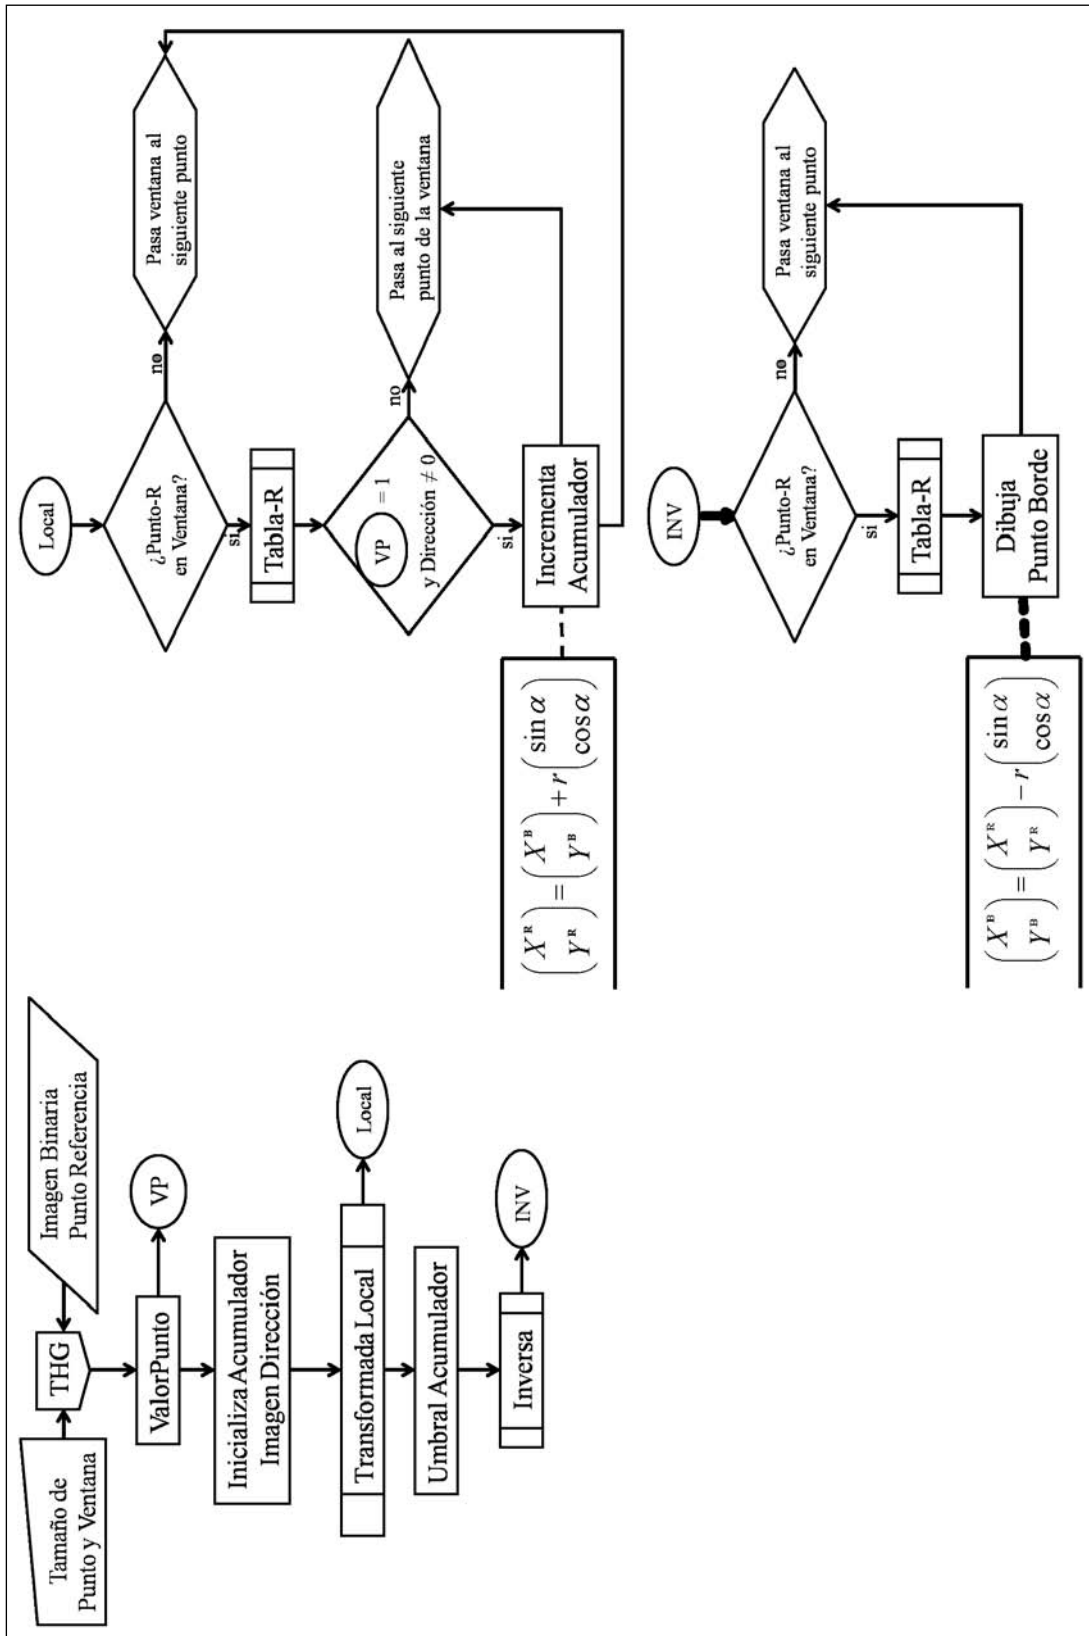 Tamaño de
Punto y Ventana
THG
Imagen Binaria
Punto Referencia
ValorPunto
VP
Inicializa Acumulador
Imagen Dirección
Transformada Local
Local
Umbral Acumulador
Inversa
INV
Local
¿Punto-R
en Ventana?
no
Pasa ventana al
siguiente punto
si
Tabla-R
VP = 1
y Dirección ≠ 0
no
Pasa al siguiente
punto de la ventana
si
Incrementa
Acumulador
(X^R Y^R) = (X^B Y^B) + r (sin α cos α)
INV
¿Punto-R
en Ventana?
no
Pasa ventana al
siguiente punto
si
Tabla-R
Dibuja
Punto Borde
(X^B Y^B) = (X^R Y^R) − r (sin α cos α)